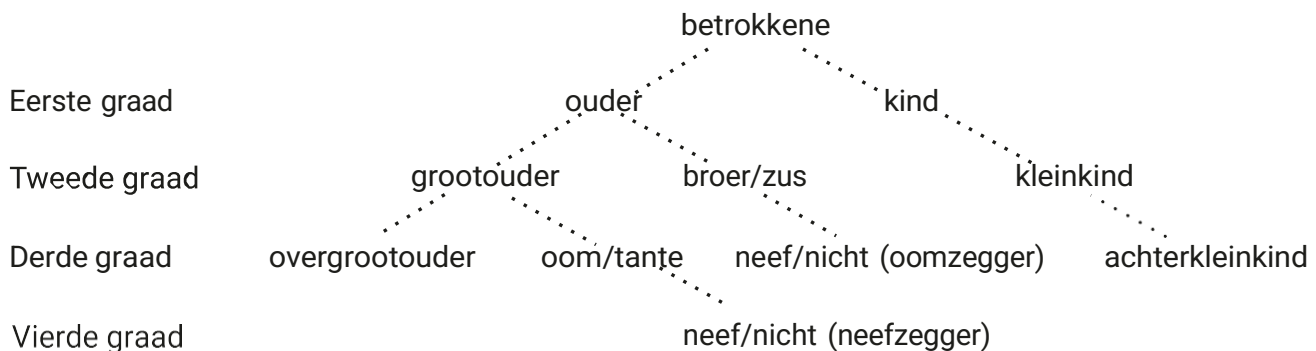 betrokkene
Eerste graad ouder kind
Tweede graad grootouder broer/zus kleinkind
Derde graad overgrootouder oom/tante neef/nicht (oomzegger) achterkleinkind
Vierde graad neef/nicht (neefzegger)